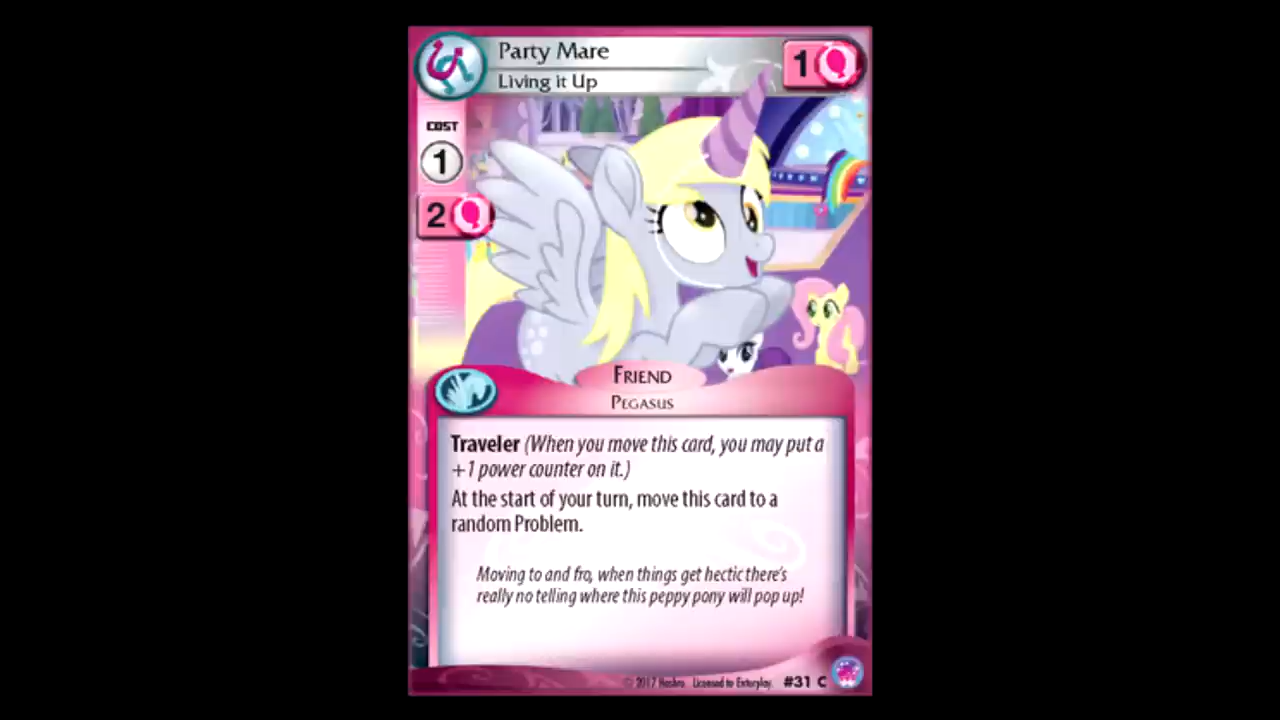 Party Mare
1
Living it Up
COST
1
2
FRIEND
PEGASUS
Traveler (When you move this card, you may put a
+1 power counter on it.)
At the start of your turn, move this card to a
random Problem.
Moving to and fro, when things get hectic there's
really no telling where this peppy pony will pop up!
© 2017 Hasbro. Licensed to Enterplay. #31 C